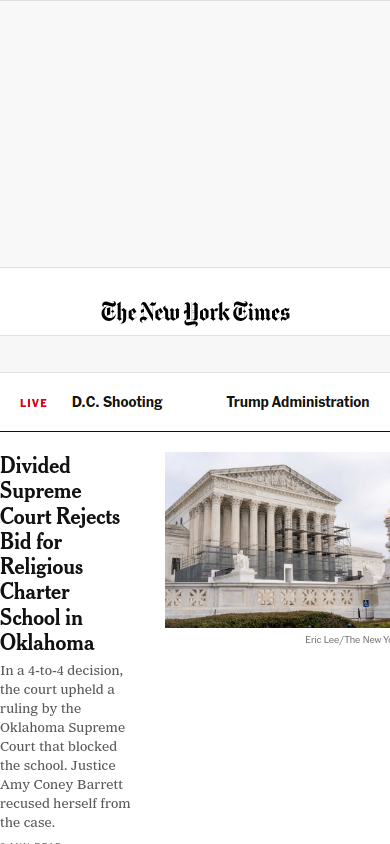 The New York Times
LIVE D.C. Shooting Trump Administration
Divided
Supreme
Court Rejects
Bid for
Religious
Charter
School in
Oklahoma
Eric Lee/The New Yo
In a 4-to-4 decision,
the court upheld a
ruling by the
Oklahoma Supreme
Court that blocked
the school. Justice
Amy Coney Barrett
recused herself from
the case.